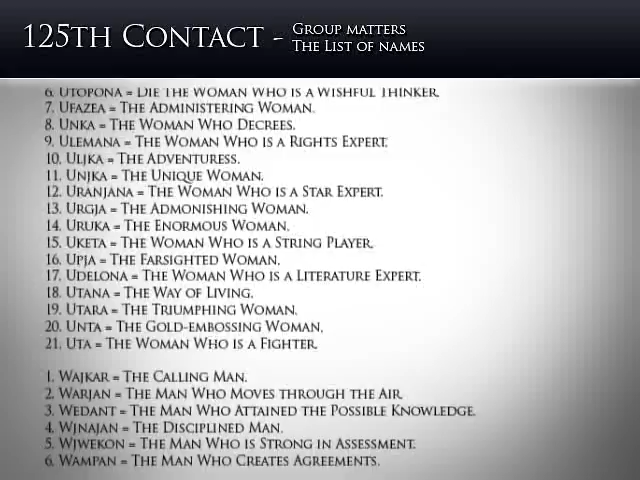 125th Contact - Group matters
The List of names
6. Utopona = Die The Woman Who is a Wishful Thinker.
7. Ufazea = The Administering Woman.
8. Unka = The Woman Who Decrees.
9. Ulemana = The Woman Who is a Rights Expert.
10. Uljka = The Adventuress.
11. Unjka = The Unique Woman.
12. Uranjana = The Woman Who is a Star Expert.
13. Urgja = The Admonishing Woman.
14. Uruka = The Enormous Woman.
15. Uketa = The Woman Who is a String Player.
16. Upja = The Farsighted Woman.
17. Udelona = The Woman Who is a Literature Expert.
18. Utana = The Way of Living.
19. Utara = The Triumphing Woman.
20. Unta = The Gold-embossing Woman.
21. Uta = The Woman Who is a Fighter.
1. Wajkar = The Calling Man.
2. Warjan = The Man Who Moves through the Air.
3. Wedant = The Man Who Attained the Possible Knowledge.
4. Wjnajan = The Disciplined Man.
5. Wjwekon = The Man Who is Strong in Assessment.
6. Wampan = The Man Who Creates Agreements.